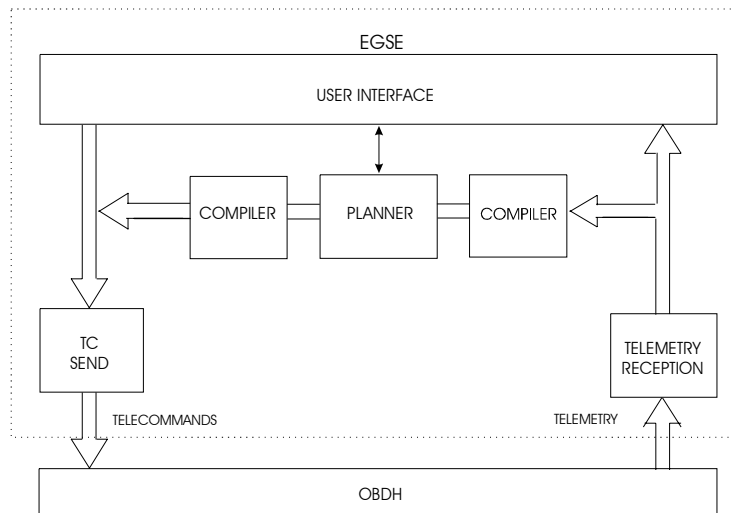 EGSE
USER INTERFACE
COMPILER
PLANNER
COMPILER
TC
SEND
TELEMETRY
RECEPTION
TELECOMMANDS
TELEMETRY
OBDH